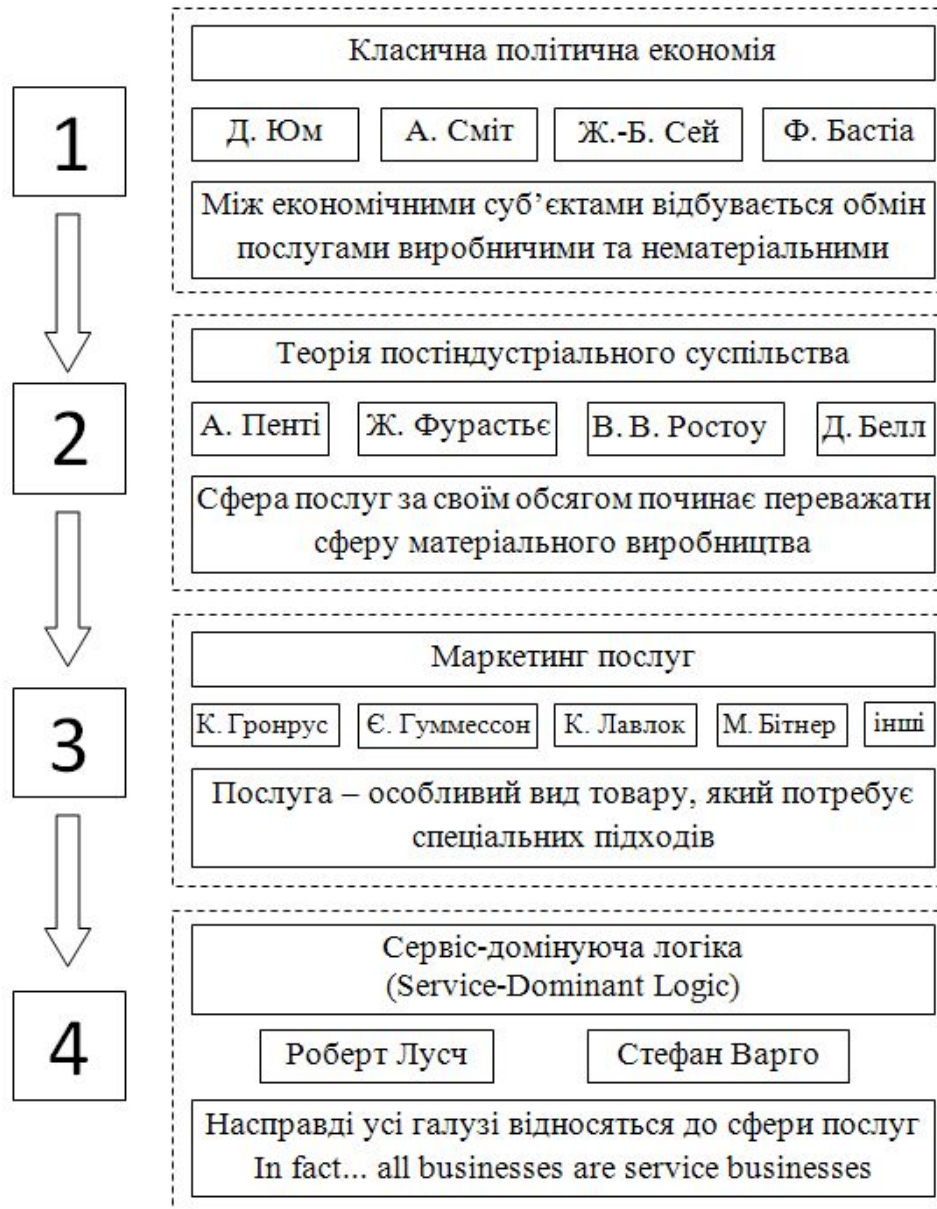 1
Класична політична економія
Д. Юм
А. Сміт
Ж.-Б. Сей
Ф. Бастіа
Між економічними суб’єктами відбувається обмін
послугами виробничими та нематеріальними
2
Теорія постіндустріального суспільства
А. Пенті
Ж. Фурастьє
В. В. Ростоу
Д. Белл
Сфера послуг за своїм обсягом починає переважати
сферу матеріального виробництва
3
Маркетинг послуг
К. Гронрус
Є. Гуммессон
К. Лавлок
М. Бітнер
інші
Послуга – особливий вид товару, який потребує
спеціальних підходів
4
Сервіс-домінуюча логіка
(Service-Dominant Logic)
Роберт Лусч
Стефан Варго
Насправді усі галузі відносяться до сфери послуг
In fact... all businesses are service businesses